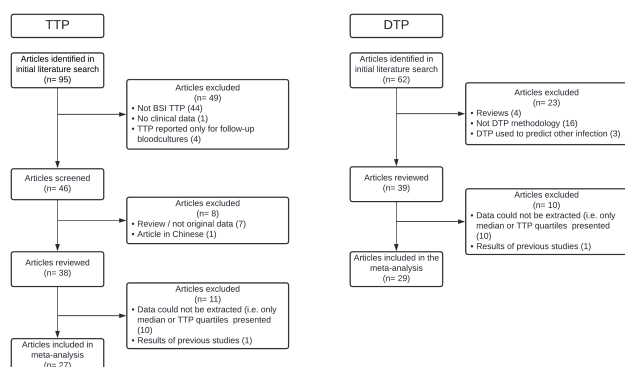 TTP
Articles identified in
initial literature search
(n= 95)
Articles excluded
(n= 49)
• Not BSI TTP (44)
• No clinical data (1)
• TTP reported only for follow-up
bloodcultures (4)
Articles screened
(n= 46)
Articles excluded
(n= 8)
• Review / not original data (7)
• Article in Chinese (1)
Articles reviewed
(n= 38)
Articles excluded
(n= 11)
• Data could not be extracted (i.e. only
median or TTP quartiles presented
(10)
• Results of previous studies (1)
Articles included in
meta-analysis
(n= 27)
DTP
Articles identified in
initial literature search
(n= 62)
Articles excluded
(n= 23)
• Reviews (4)
• Not DTP methodology (16)
• DTP used to predict other infection (3)
Articles reviewed
(n= 39)
Articles excluded
(n= 10)
• Data could not be extracted (i.e. only
median or TTP quartiles presented
(10)
• Results of previous studies (1)
Articles included in the
meta-analysis
(n= 29)